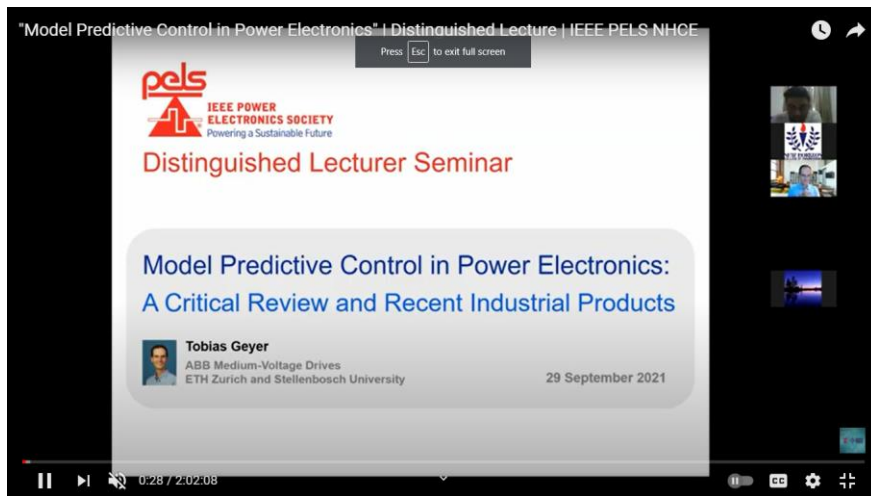 "Model Predictive Control in Power Electronics" | Distinguished Lecture | IEEE PELS NHCE
Press Esc to exit full screen
pels
IEEE POWER
ELECTRONICS SOCIETY
Powering a Sustainable Future
Distinguished Lecturer Seminar
Model Predictive Control in Power Electronics:
A Critical Review and Recent Industrial Products
Tobias Geyer
ABB Medium-Voltage Drives
ETH Zurich and Stellenbosch University
29 September 2021
0:28 / 2:02:08
CC